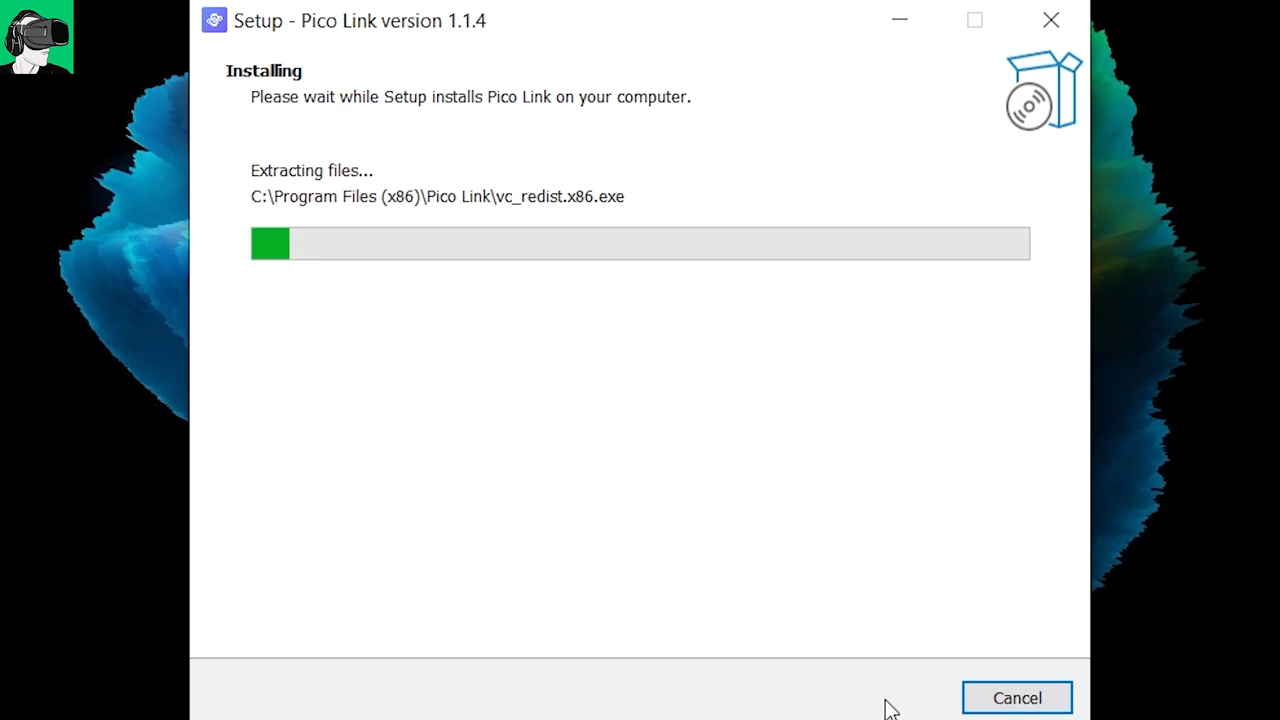 Setup - Pico Link version 1.1.4
Installing
Please wait while Setup installs Pico Link on your computer.
Extracting files...
C:\Program Files (x86)\Pico Link\vc_redist.x86.exe
Cancel